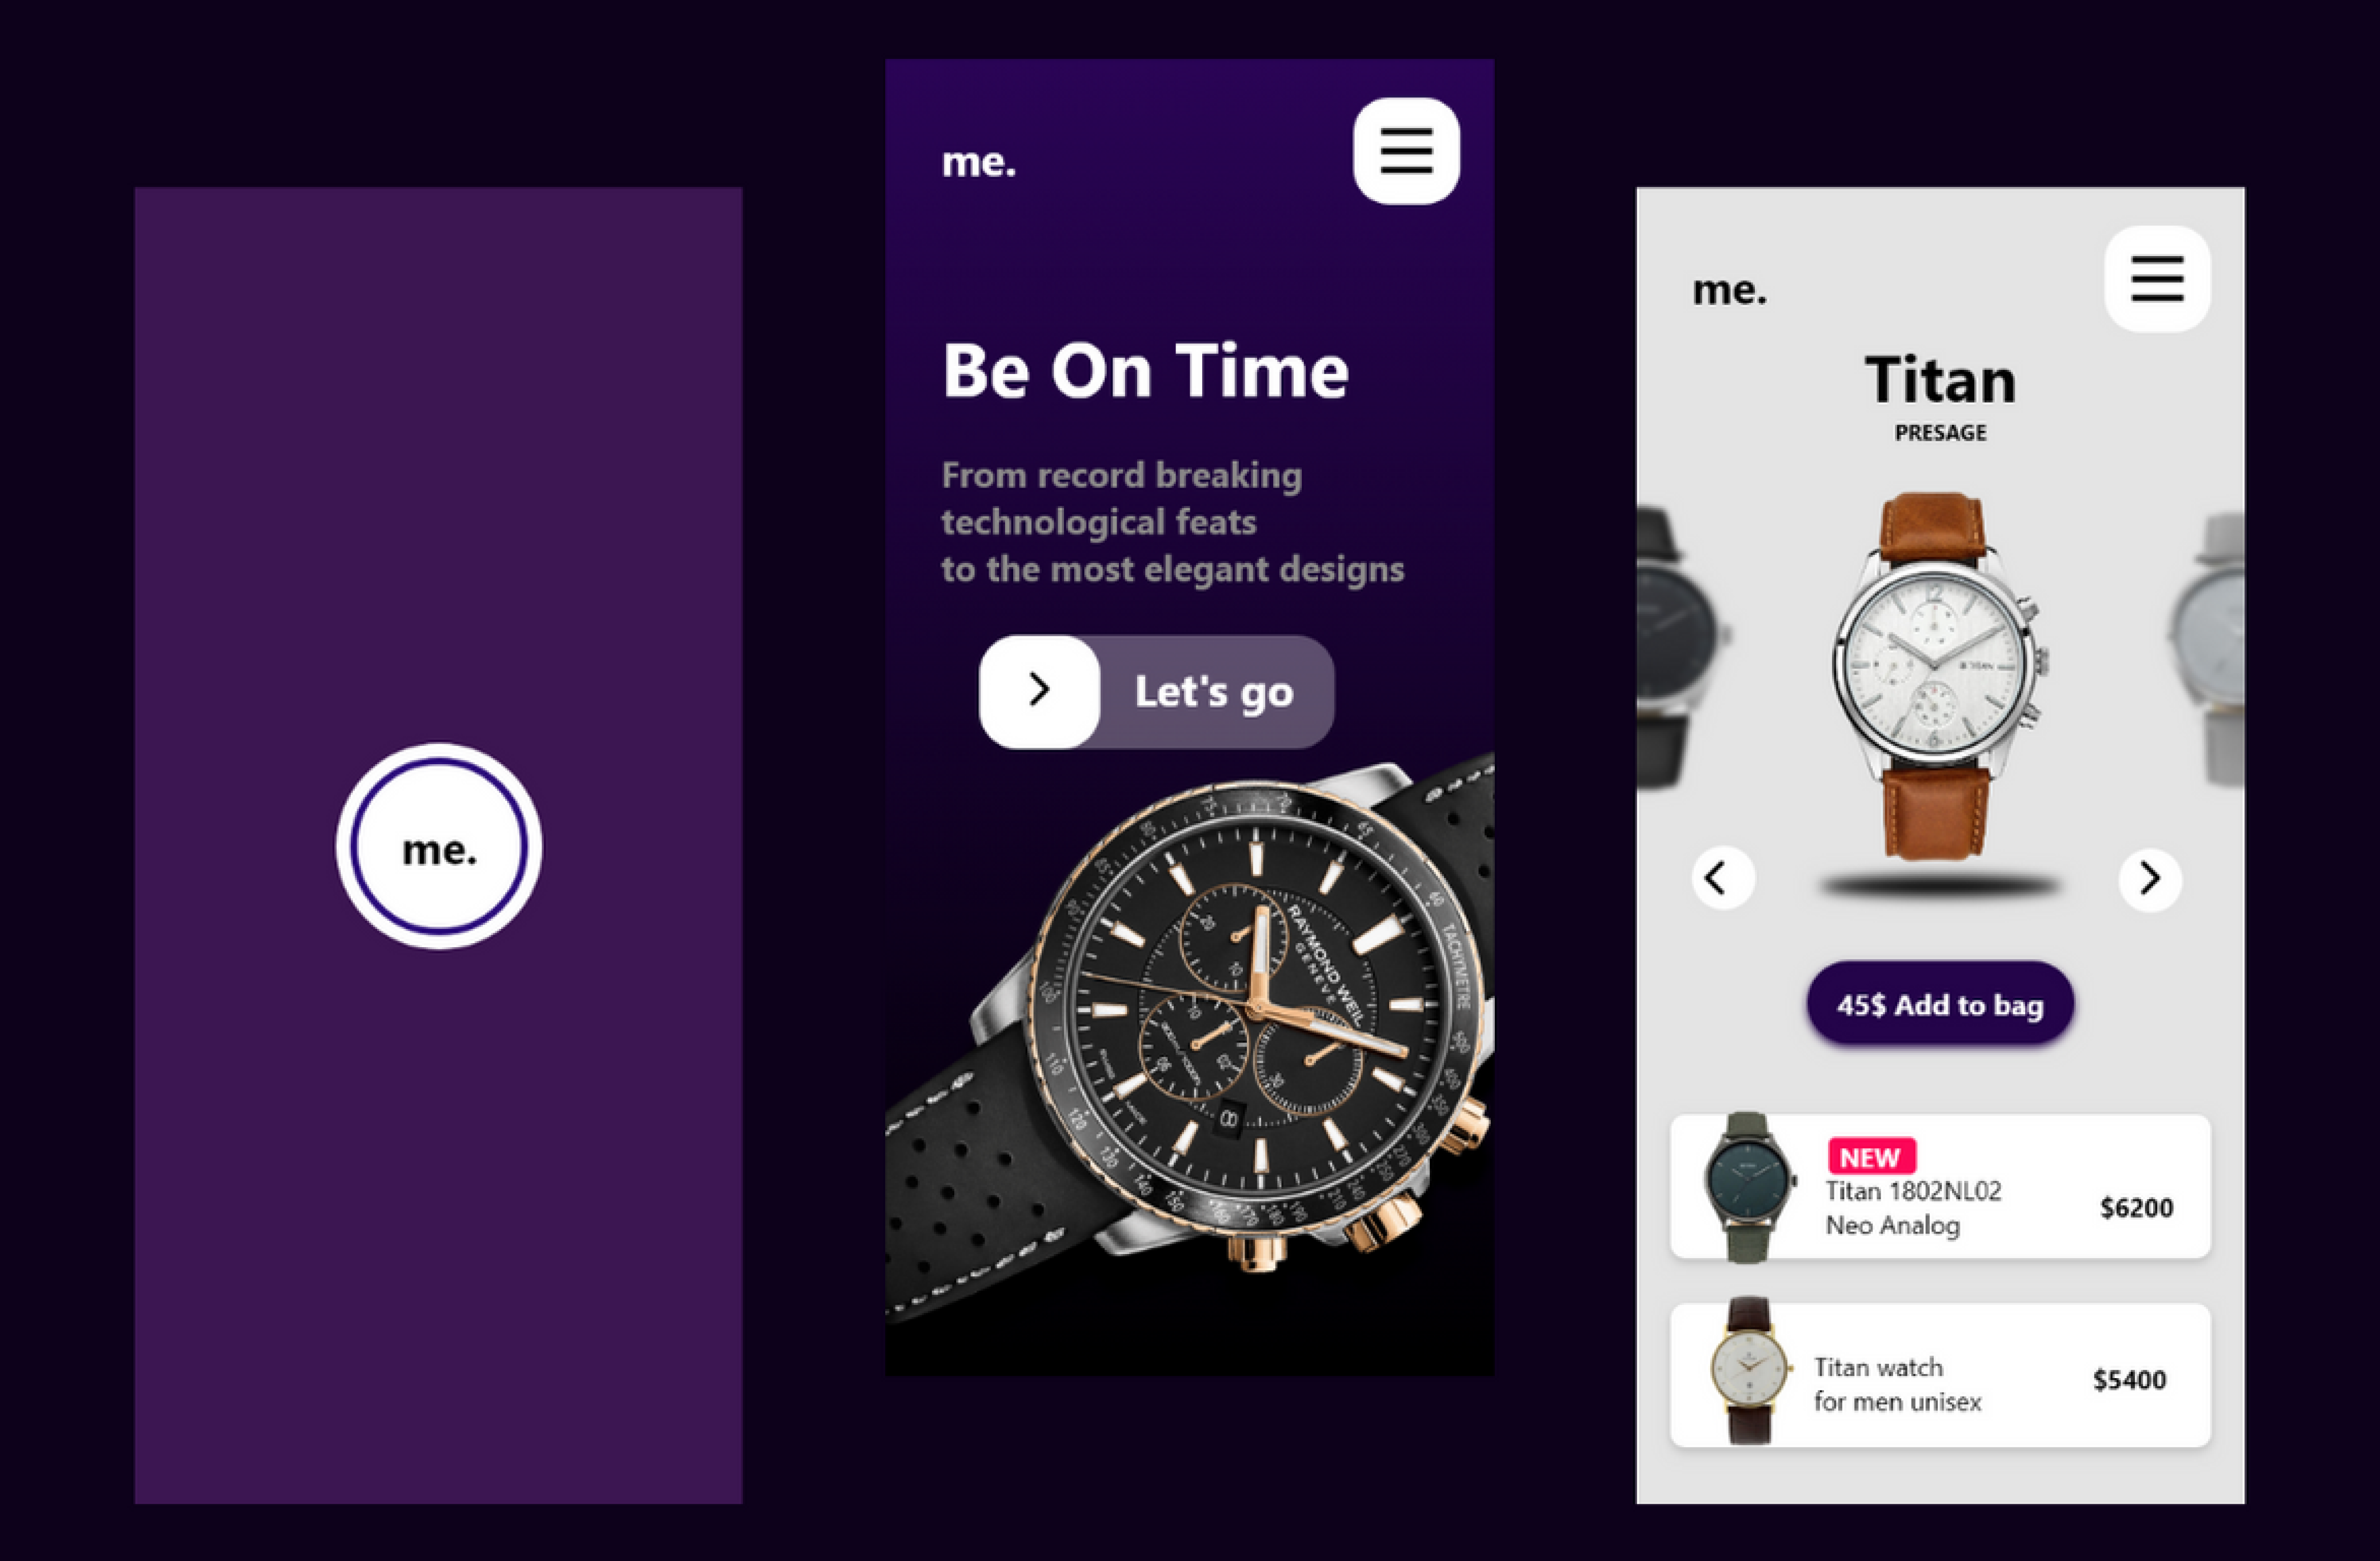 me.
me.
Be On Time
From record breaking
technological feats
to the most elegant designs
Let's go
RAYMOND WEIL
GENEVE
TACHYMETRE
me.
Titan
PRESAGE
TITAN
45$ Add to bag
NEW
Titan 1802NL02
Neo Analog
$6200
Titan watch
for men unisex
$5400